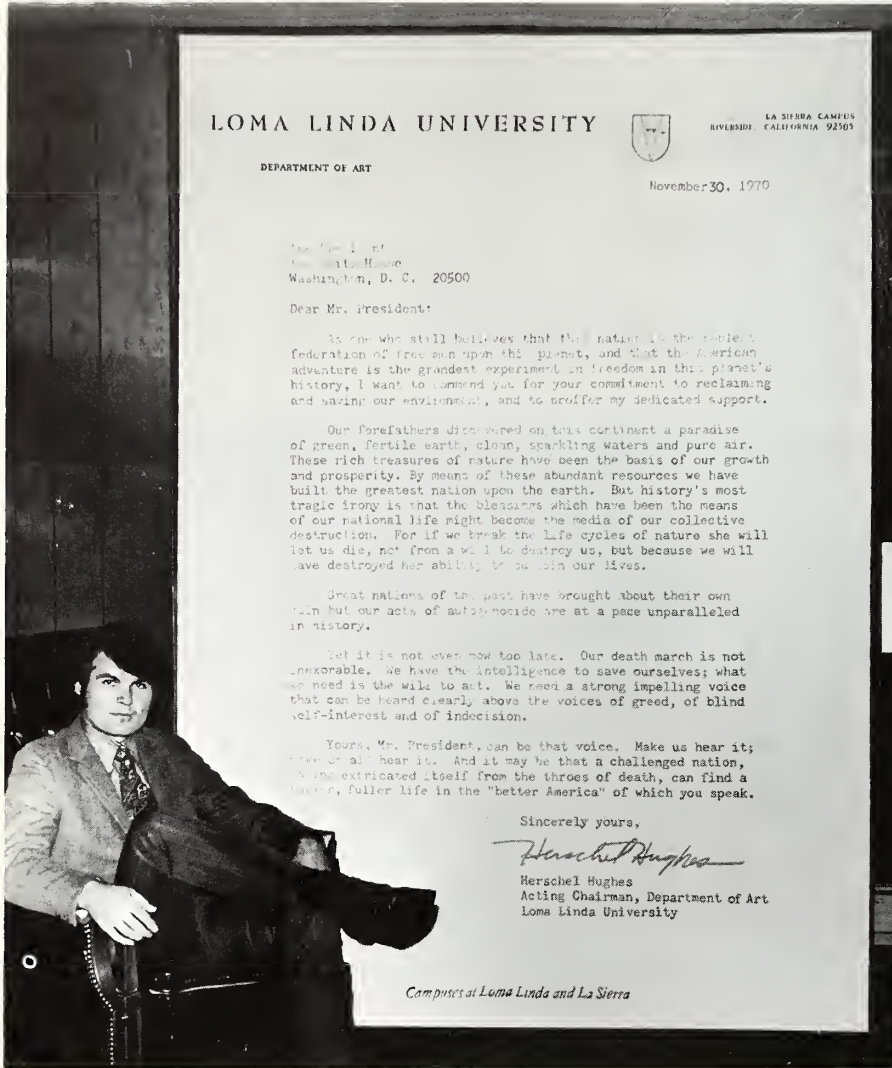 LOMA LINDA UNIVERSITY
LA SIERRA CAMPUS
RIVERSIDE, CALIFORNIA 92505
DEPARTMENT OF ART
November 30, 1970
Washington, D. C. 20500
Dear Mr. President:
As one who still believes that this nation is the noblest
federation of free men upon this planet, and that the American
adventure is the grandest experiment in freedom in this planet's
history, I want to commend you for your commitment to reclaiming
and saving our environment, and to proffer my dedicated support.
Our forefathers discovered on this continent a paradise
of green, fertile earth, clean, sparkling waters and pure air.
These rich treasures of nature have been the basis of our growth
and prosperity. By means of these abundant resources we have
built the greatest nation upon the earth. But history's most
tragic irony is that the blessings which have been the means
of our national life might become the media of our collective
destruction. For if we break the life cycles of nature she will
let us die, not from a will to destroy us, but because we will
have destroyed her ability to sustain our lives.
Great nations of the past have brought about their own
ruin but our acts of are at a pace unparalleled
in history.
Yet it is not even now too late. Our death march is not
inexorable. We have the intelligence to save ourselves; what
we need is the will to act. We need a strong impelling voice
that can be heard clearly above the voices of greed, of blind
self-interest and of indecision.
Yours, Mr. President, can be that voice. Make us hear it;
all hear it. And it may be that a challenged nation,
extricated itself from the throes of death, can find a
fuller life in the "better America" of which you speak.
Sincerely yours,
Herschel Hughes
Herschel Hughes
Acting Chairman, Department of Art
Loma Linda University
Campuses at Loma Linda and La Sierra